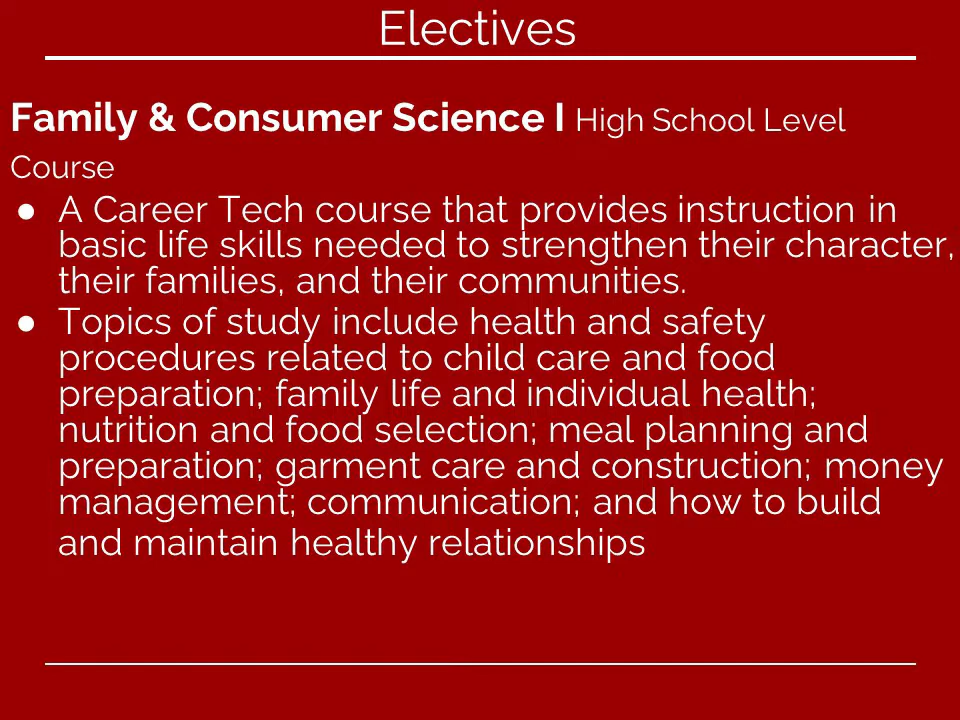 Electives
Family & Consumer Science I High School Level
Course
● A Career Tech course that provides instruction in
basic life skills needed to strengthen their character,
their families, and their communities.
● Topics of study include health and safety
procedures related to child care and food
preparation; family life and individual health;
nutrition and food selection; meal planning and
preparation; garment care and construction; money
management; communication; and how to build
and maintain healthy relationships